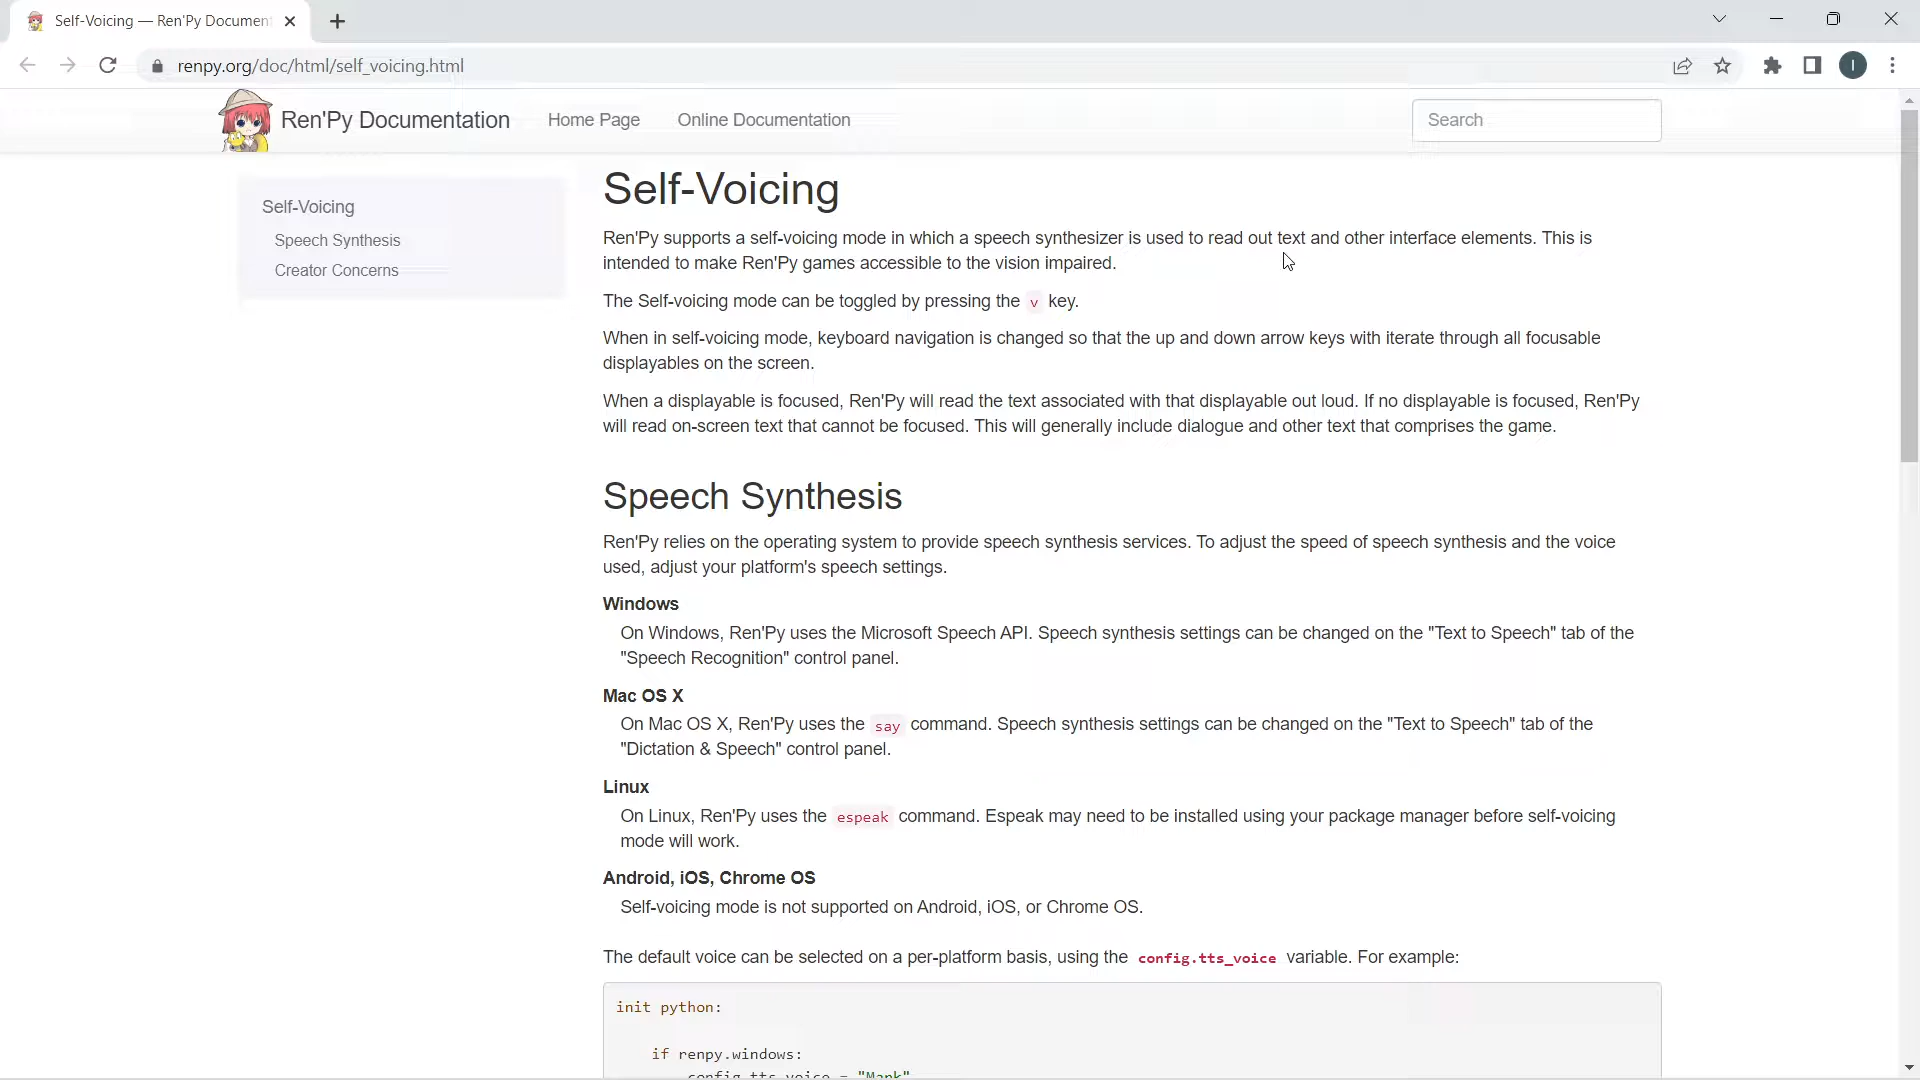 Self-Voicing — Ren'Py Documen
renpy.org/doc/html/self_voicing.html
I
Ren'Py Documentation
Home Page
Online Documentation
Search
Self-Voicing
Speech Synthesis
Creator Concerns
Self-Voicing
Ren'Py supports a self-voicing mode in which a speech synthesizer is used to read out text and other interface elements. This is
intended to make Ren'Py games accessible to the vision impaired.
The Self-voicing mode can be toggled by pressing the v key.
When in self-voicing mode, keyboard navigation is changed so that the up and down arrow keys with iterate through all focusable
displayables on the screen.
When a displayable is focused, Ren'Py will read the text associated with that displayable out loud. If no displayable is focused, Ren'Py
will read on-screen text that cannot be focused. This will generally include dialogue and other text that comprises the game.
Speech Synthesis
Ren'Py relies on the operating system to provide speech synthesis services. To adjust the speed of speech synthesis and the voice
used, adjust your platform's speech settings.
Windows
On Windows, Ren'Py uses the Microsoft Speech API. Speech synthesis settings can be changed on the "Text to Speech" tab of the
"Speech Recognition" control panel.
Mac OS X
On Mac OS X, Ren'Py uses the say command. Speech synthesis settings can be changed on the "Text to Speech" tab of the
"Dictation & Speech" control panel.
Linux
On Linux, Ren'Py uses the espeak command. Espeak may need to be installed using your package manager before self-voicing
mode will work.
Android, iOS, Chrome OS
Self-voicing mode is not supported on Android, iOS, or Chrome OS.
The default voice can be selected on a per-platform basis, using the config.tts_voice variable. For example:
init python:
if renpy.windows:
config.tts_voice = "Mark"